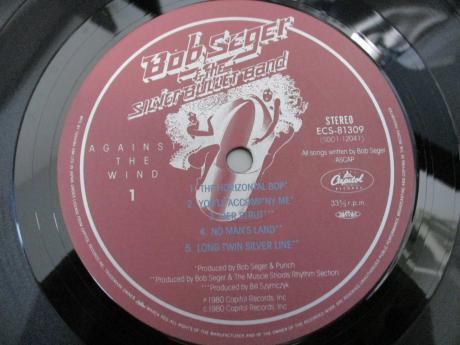 Bob Seger
& the
Silver Bullet Band
AGAINS
THE
WIND
1
STEREO
ECS-81309
(SOO1-12041)
All songs written by Bob Seger
ASCAP
Capitol
RECORDS
33⅓ r.p.m.
1. THE HORIZONTAL BOP*
2. YOU'LL ACCOMP'NY ME*
3. HER STRUT***
4. NO MAN'S LAND**
5. LONG TWIN SILVER LINE**
*Produced by Bob Seger & Punch
**Produced by Bob Seger & The Muscle Shoals Rhythm Section
***Produced by Bill Szymczyk
℗1980 Capitol Records, Inc.
©1980 Capitol Records, Inc.